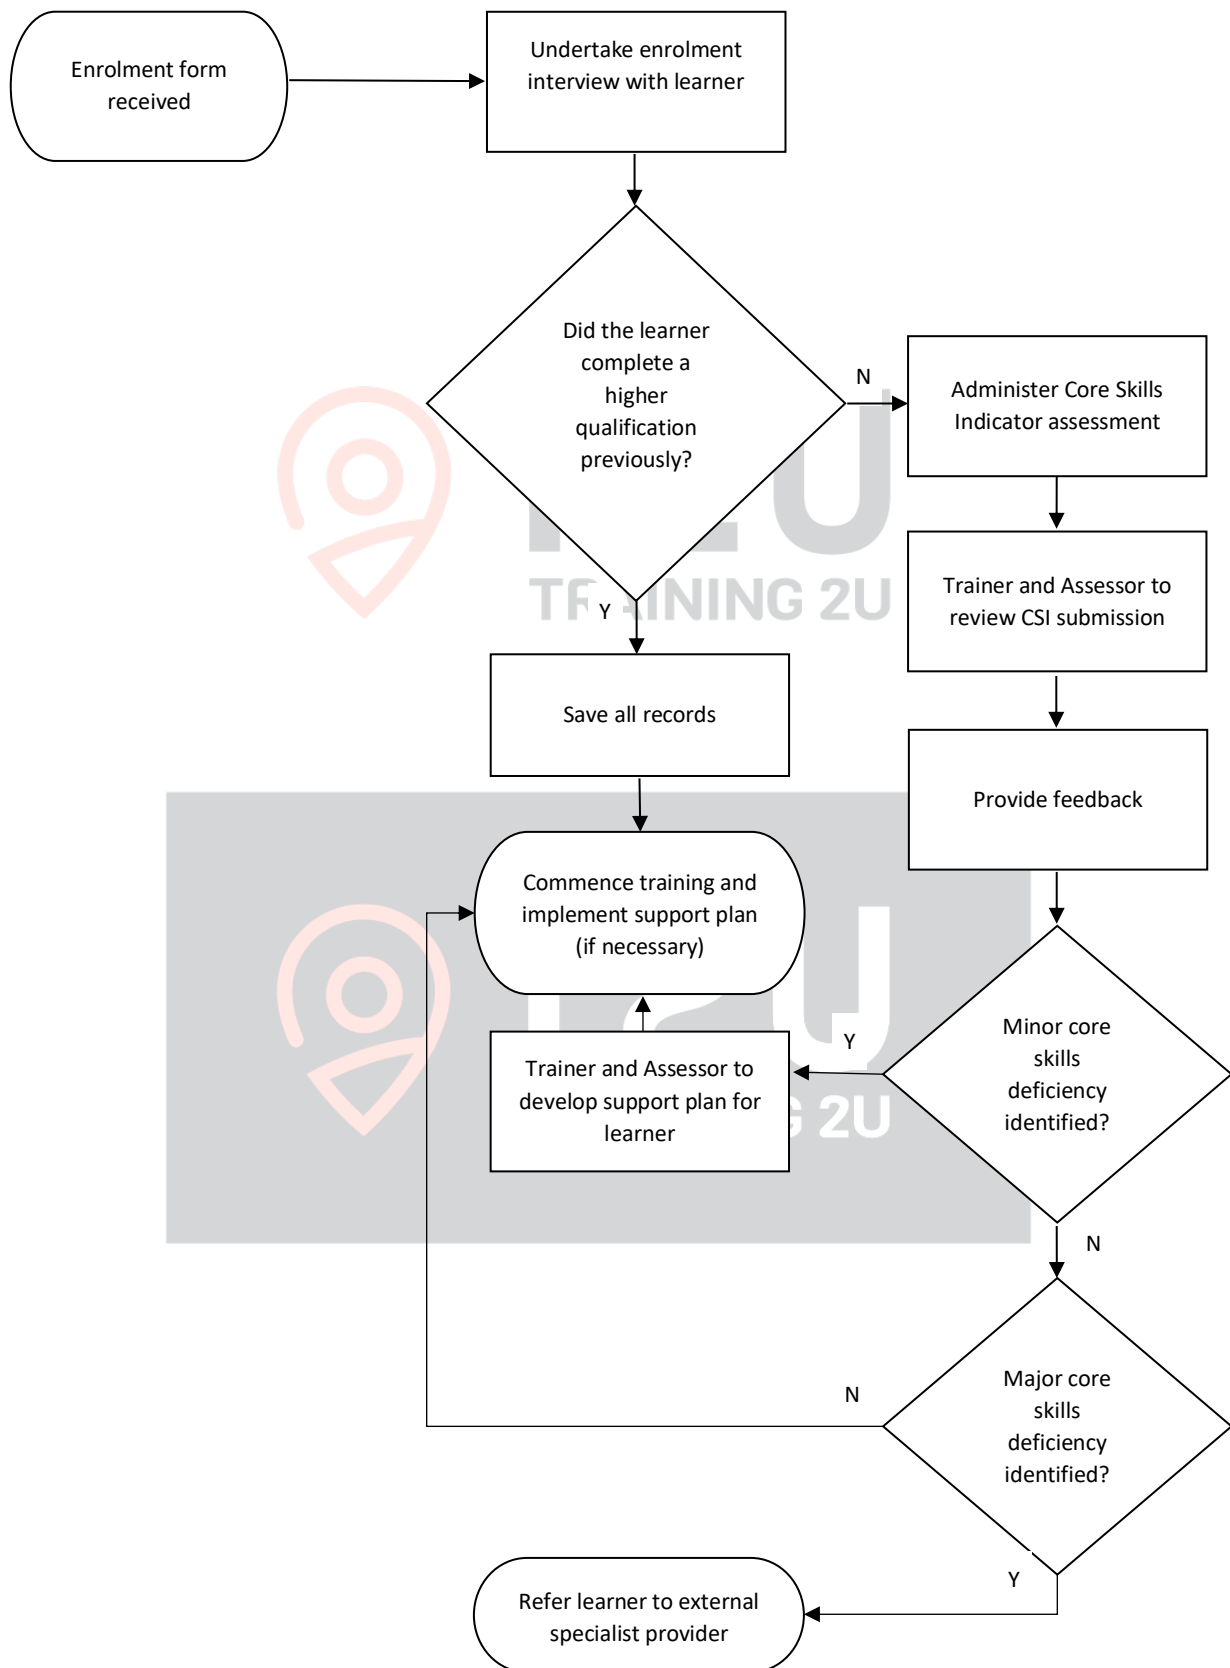 Enrolment form
received
Undertake enrolment
interview with learner
Did the learner
complete a
higher
qualification
previously?
N
Administer Core Skills
Indicator assessment
Y
Trainer and Assessor to
review CSI submission
TRAINING 2U
Save all records
Provide feedback
Commence training and
implement support plan
(if necessary)
Minor core
skills
deficiency
identified?
Y
Trainer and Assessor to
develop support plan for
learner
2U
N
Major core
skills
deficiency
identified?
N
Y
Refer learner to external
specialist provider